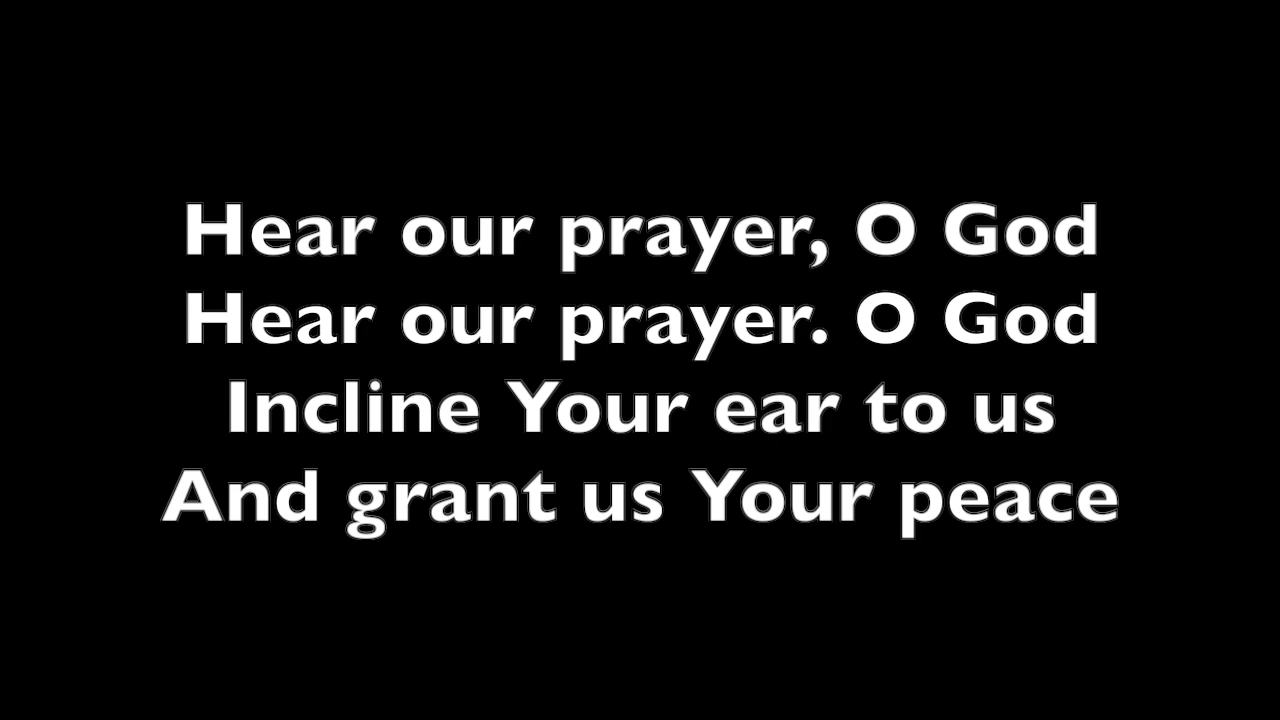 Hear our prayer, O God
Hear our prayer. O God
Incline Your ear to us
And grant us Your peace